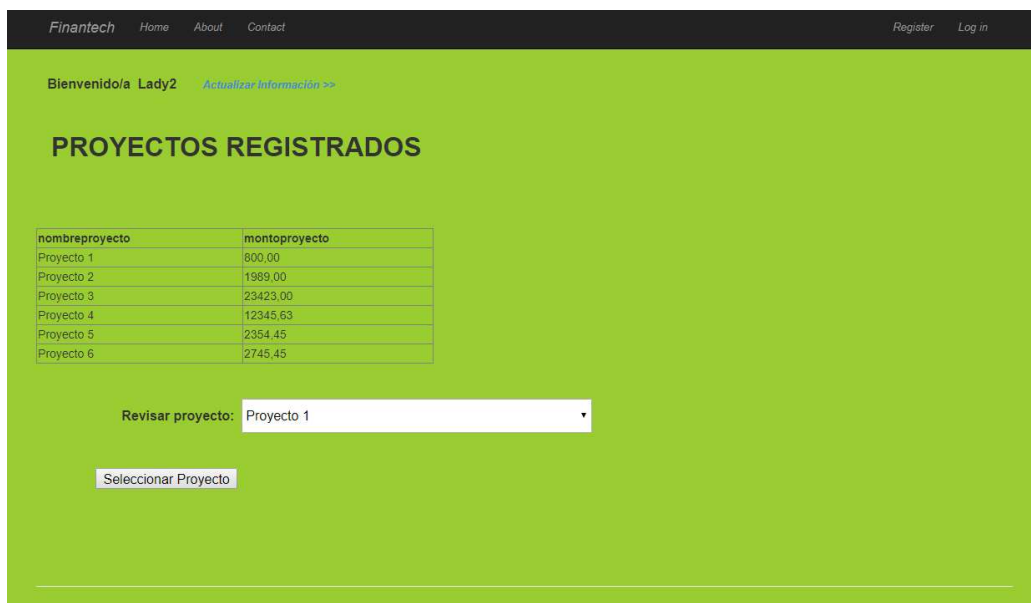 Finantech Home About Contact Register Log in
Bienvenido/a Lady2 Actualizar Información >>
PROYECTOS REGISTRADOS
nombreproyecto montoproyecto
Proyecto 1 800,00
Proyecto 2 1989,00
Proyecto 3 23423,00
Proyecto 4 12345,63
Proyecto 5 2354,45
Proyecto 6 2745,45
Revisar proyecto: Proyecto 1
Seleccionar Proyecto